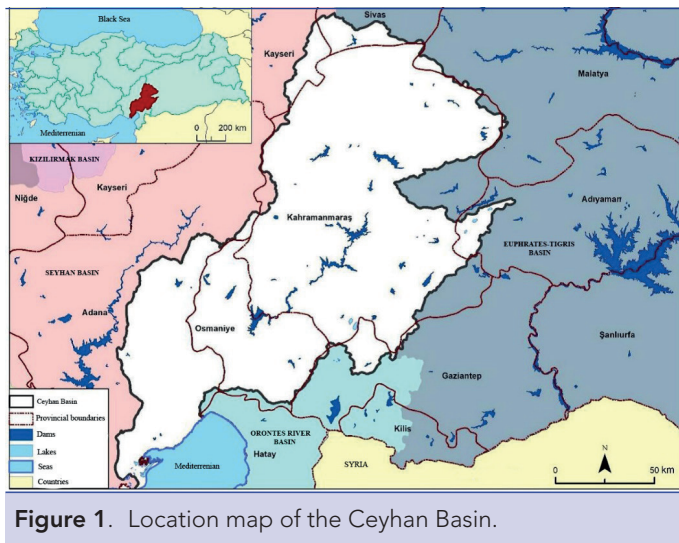 Black Sea
Mediterranean
0 200 km
Sivas
Kayseri
Malatya
KIZILIRMAK BASIN
Niğde
Kayseri
Adıyaman
Kahramanmaraş
EUPHRATES-TIGRIS
BASIN
SEYHAN BASIN
Adana
Osmaniye
Şanlıurfa
Gaziantep
Ceyhan Basin
Provincial boundaries
Dams
Lakes
Seas
Countries
ORONTES RIVER
BASIN
Hatay
Kilis
Mediterranean
SYRIA
N
0 50 km
Figure 1. Location map of the Ceyhan Basin.